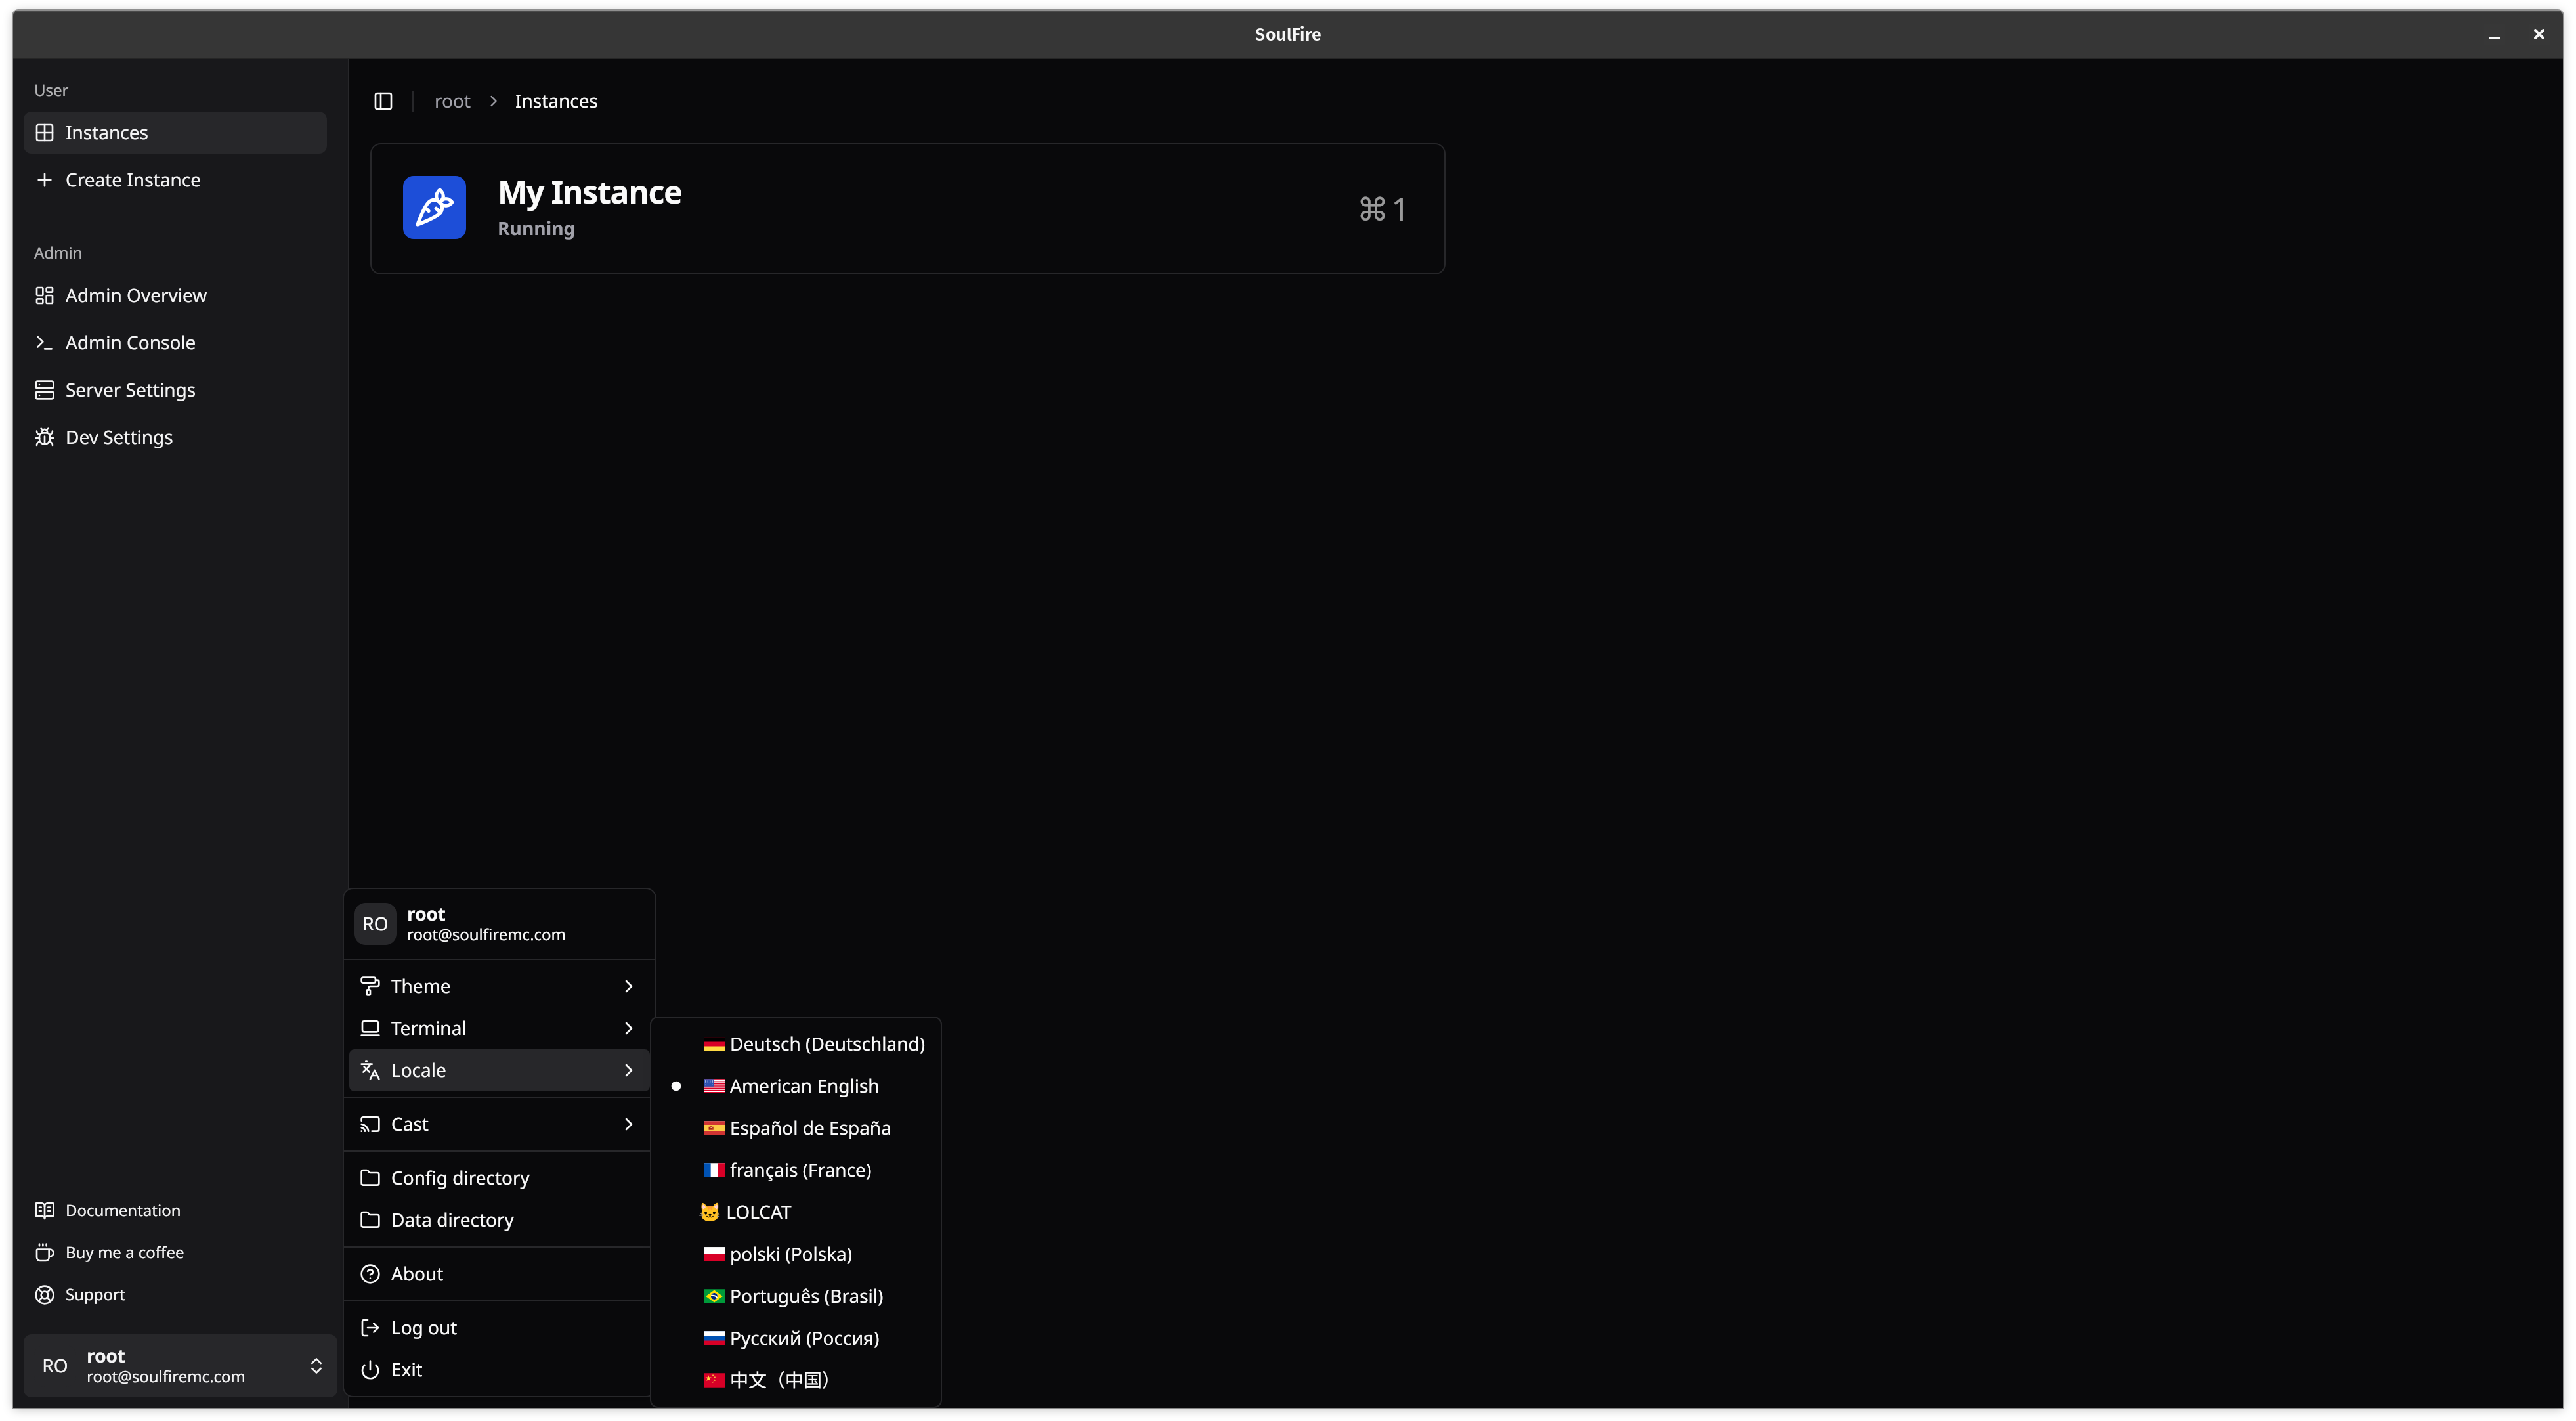 SoulFire
User
Instances
Create Instance
Admin
Admin Overview
Admin Console
Server Settings
Dev Settings
Documentation
Buy me a coffee
Support
RO
root
root@soulfiremc.com
root > Instances
My Instance
Running
⌘ 1
RO
root
root@soulfiremc.com
Theme
Terminal
Locale
Cast
Config directory
Data directory
About
Log out
Exit
Deutsch (Deutschland)
American English
Español de España
français (France)
LOLCAT
polski (Polska)
Português (Brasil)
Русский (Россия)
中文（中国）